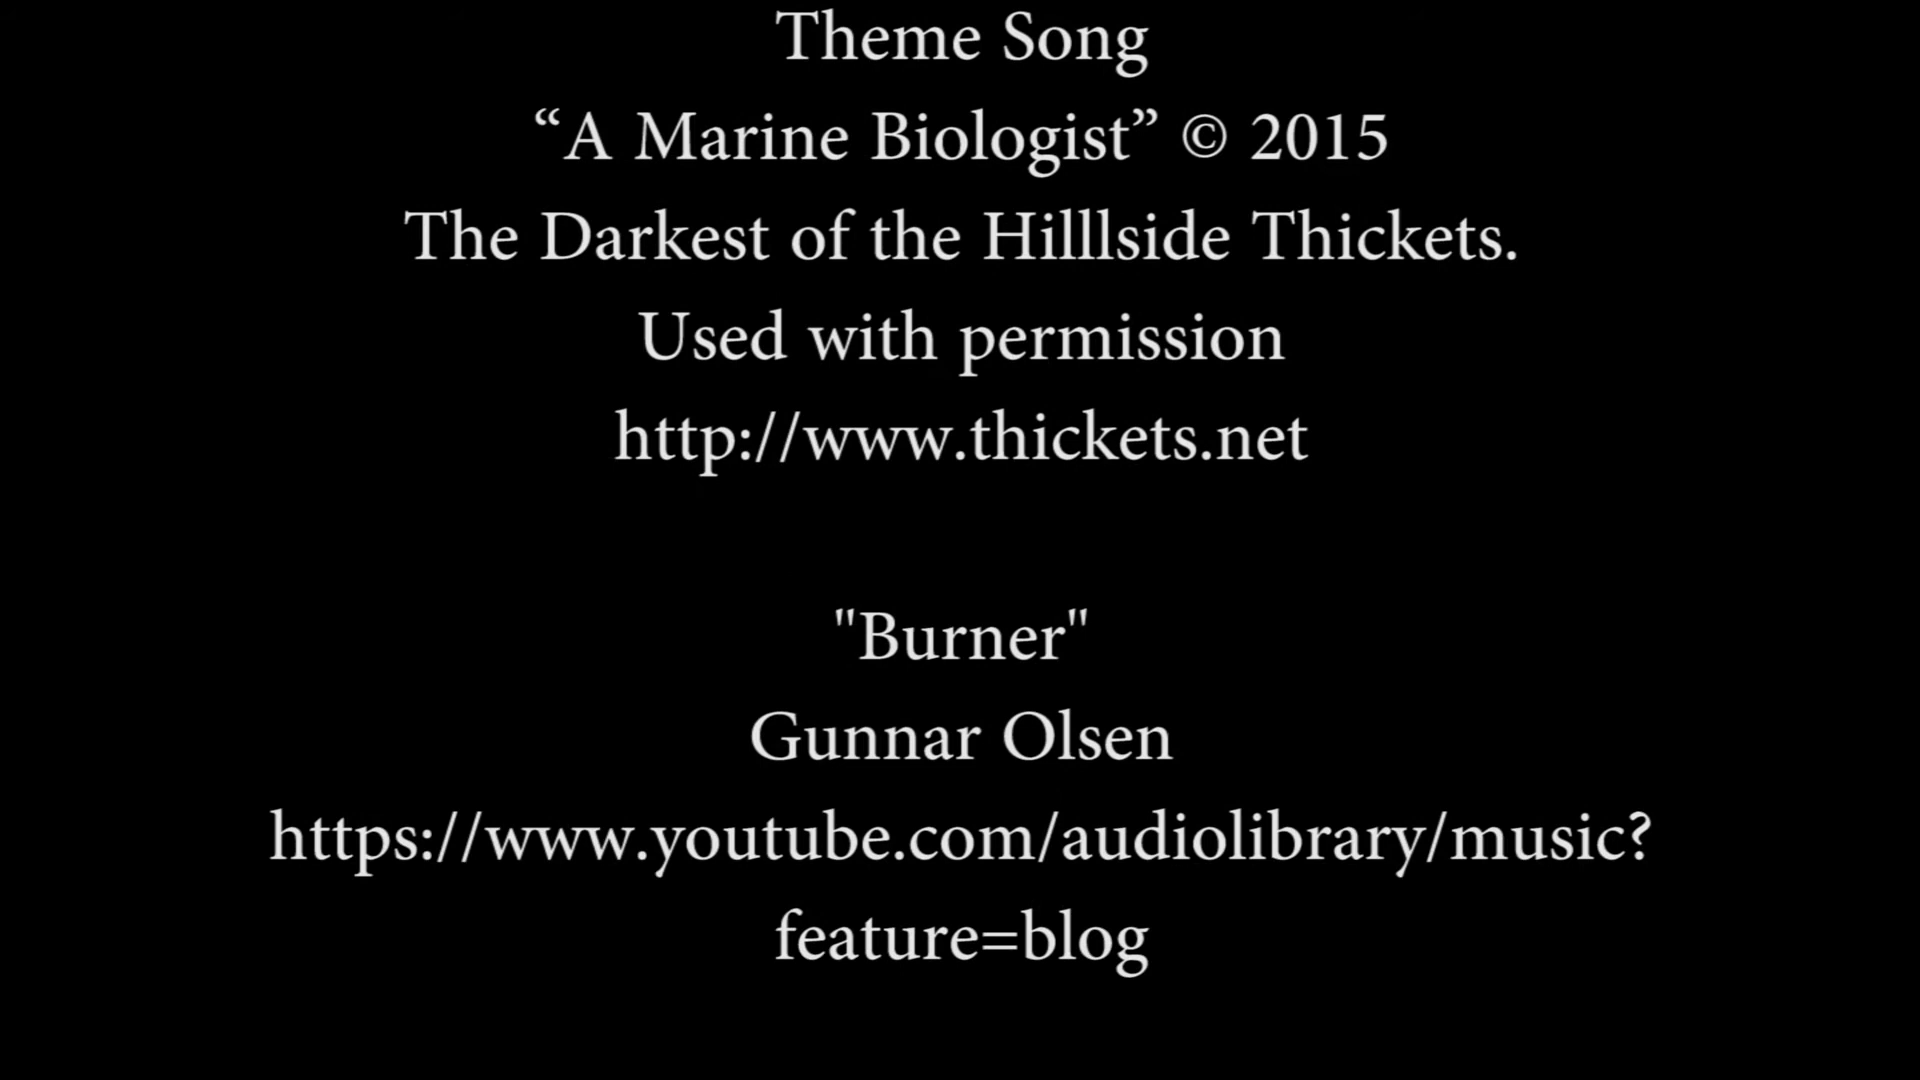 Theme Song
“A Marine Biologist” © 2015
The Darkest of the Hilllside Thickets.
Used with permission
http://www.thickets.net
"Burner"
Gunnar Olsen
https://www.youtube.com/audiolibrary/music?
feature=blog